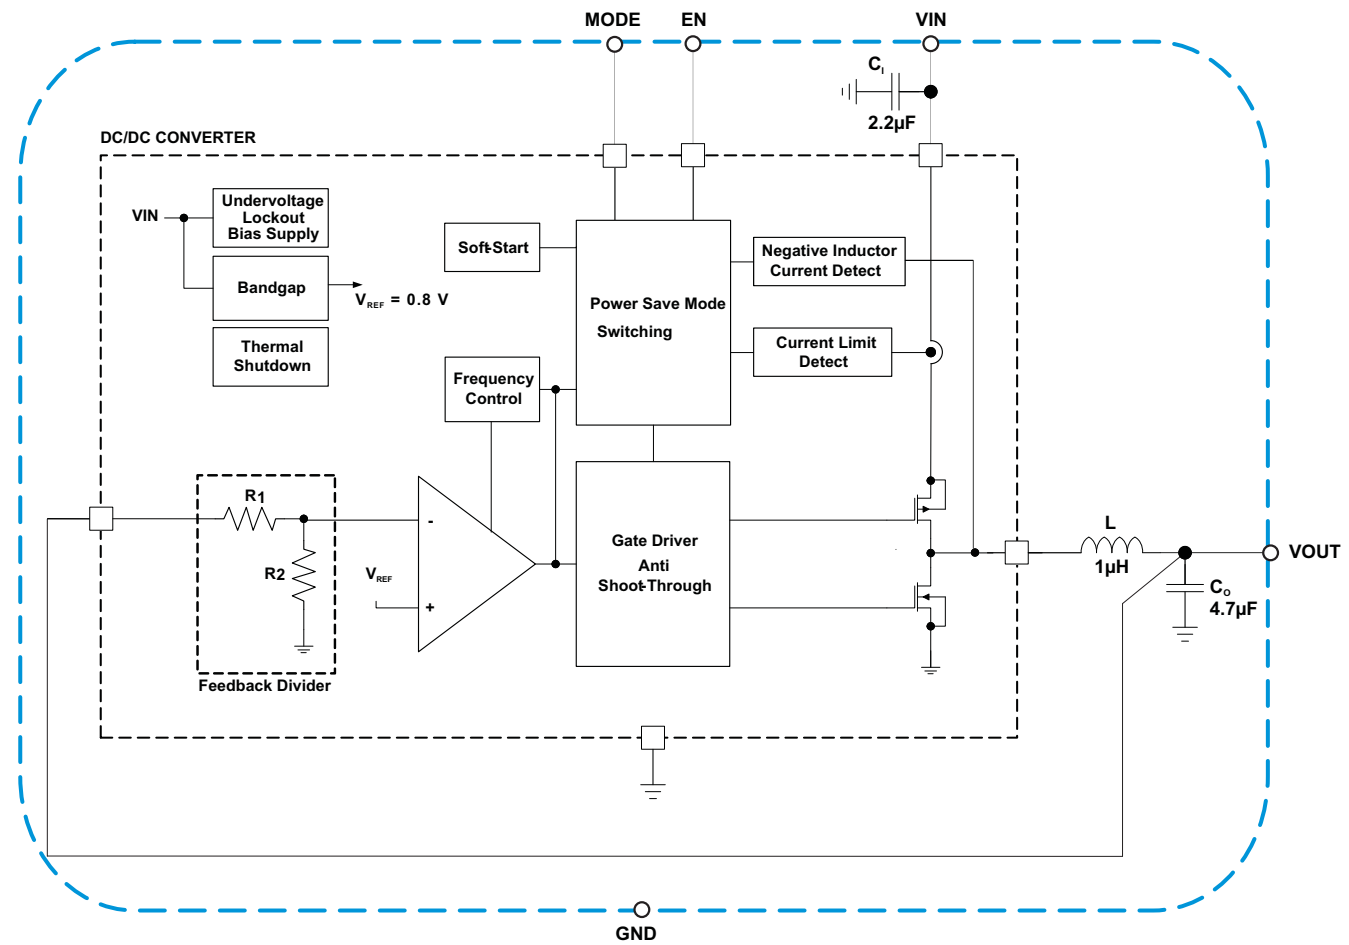 MODE
EN
VIN
CI
2.2µF
DC/DC CONVERTER
VIN
Undervoltage
Lockout
Bias Supply
Bandgap
VREF = 0.8 V
Thermal
Shutdown
Soft-Start
Power Save Mode
Switching
Negative Inductor
Current Detect
Current Limit
Detect
Frequency
Control
R1
R2
Feedback Divider
VREF
-
+
Gate Driver
Anti
Shoot-Through
L
1µH
VOUT
CO
4.7µF
GND